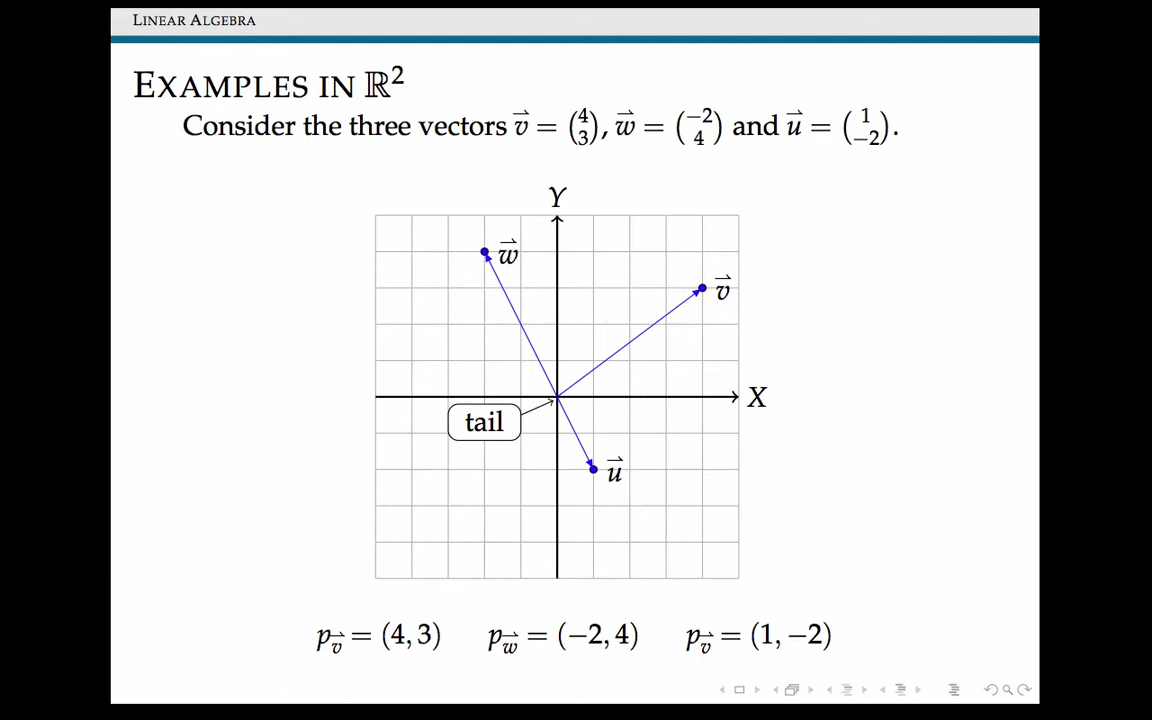 LINEAR ALGEBRA
EXAMPLES IN ℝ²
Consider the three vectors v⃗ = (4 3), w⃗ = (−2 4) and u⃗ = (1 −2).
Y
w⃗
v⃗
X
tail
u⃗
p_v⃗ = (4, 3) p_w⃗ = (−2, 4) p_v⃗ = (1, −2)